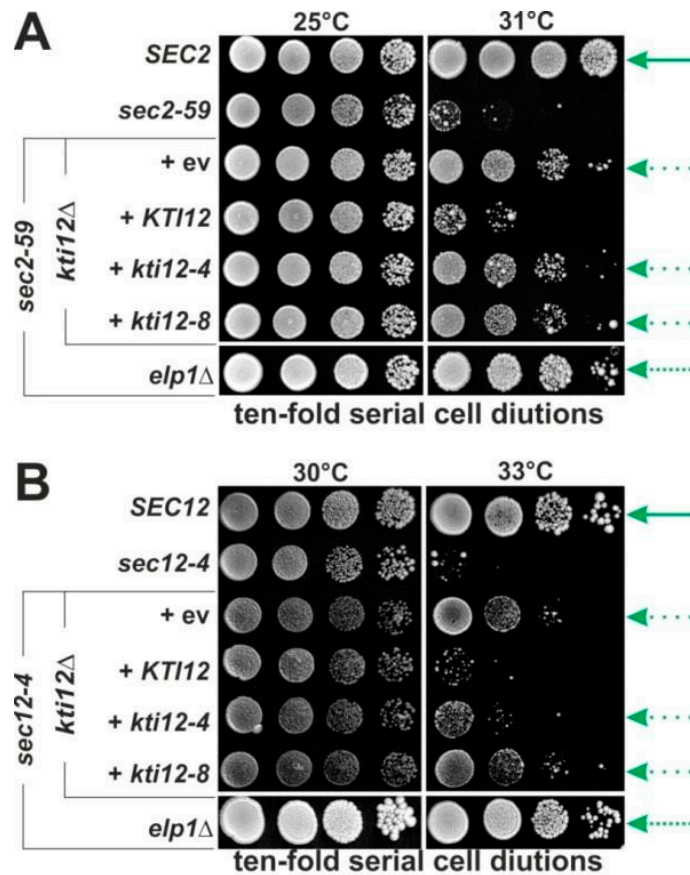 A
25°C 31°C
SEC2
sec2-59
+ ev
+ KTI12
+ kti12-4
+ kti12-8
elp1Δ
sec2-59
kti12Δ
ten-fold serial cell diutions
B
30°C 33°C
SEC12
sec12-4
+ ev
+ KTI12
+ kti12-4
+ kti12-8
elp1Δ
sec12-4
kti12Δ
ten-fold serial cell diutions